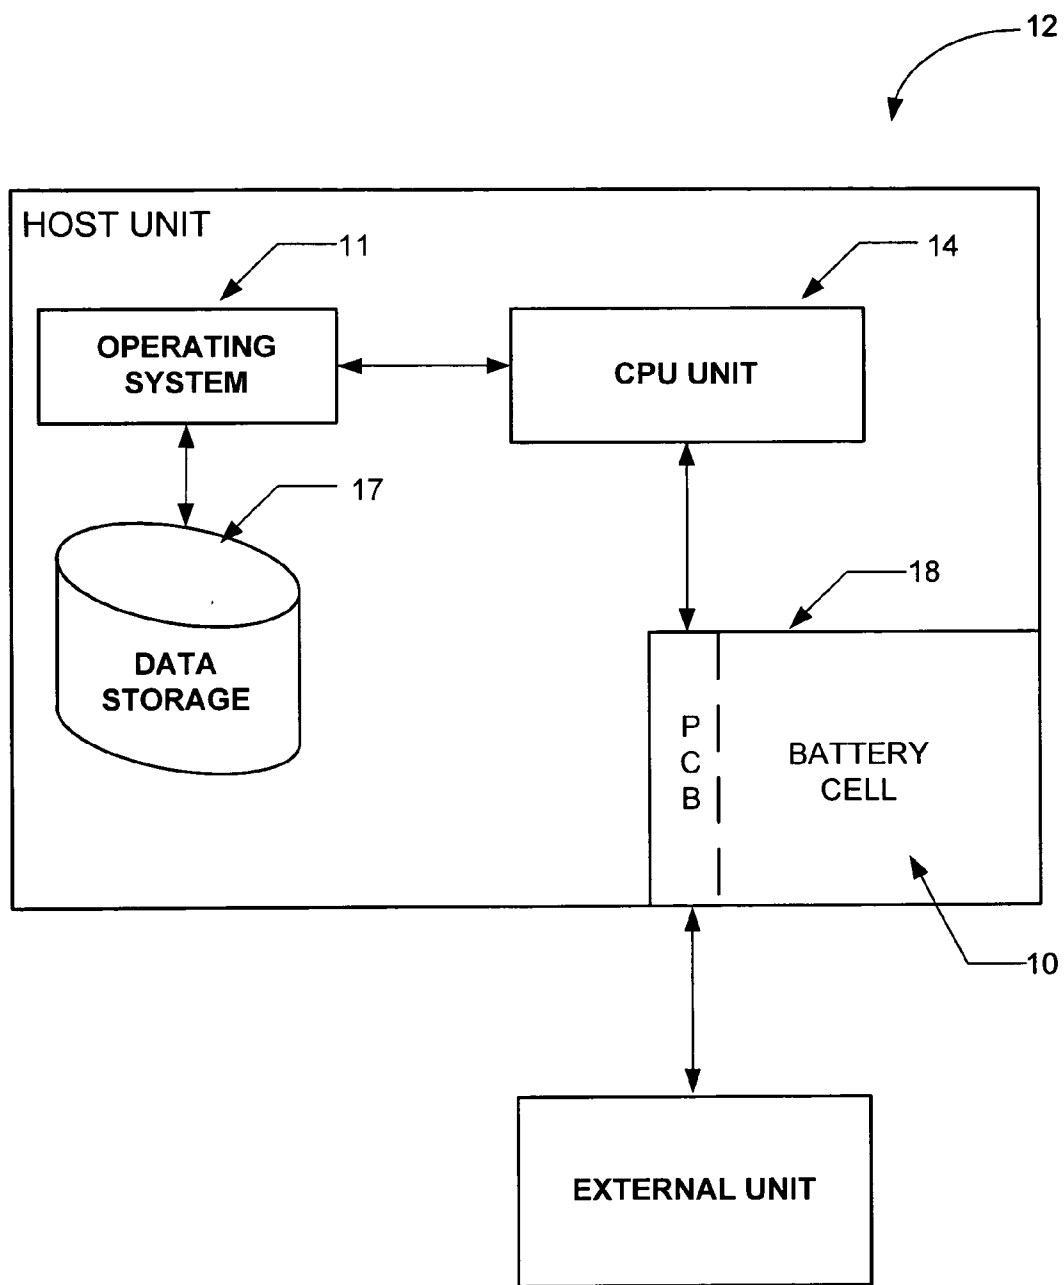 12
HOST UNIT
11
14
OPERATING
SYSTEM
CPU UNIT
17
18
DATA
STORAGE
P
C
B
BATTERY
CELL
10
EXTERNAL UNIT